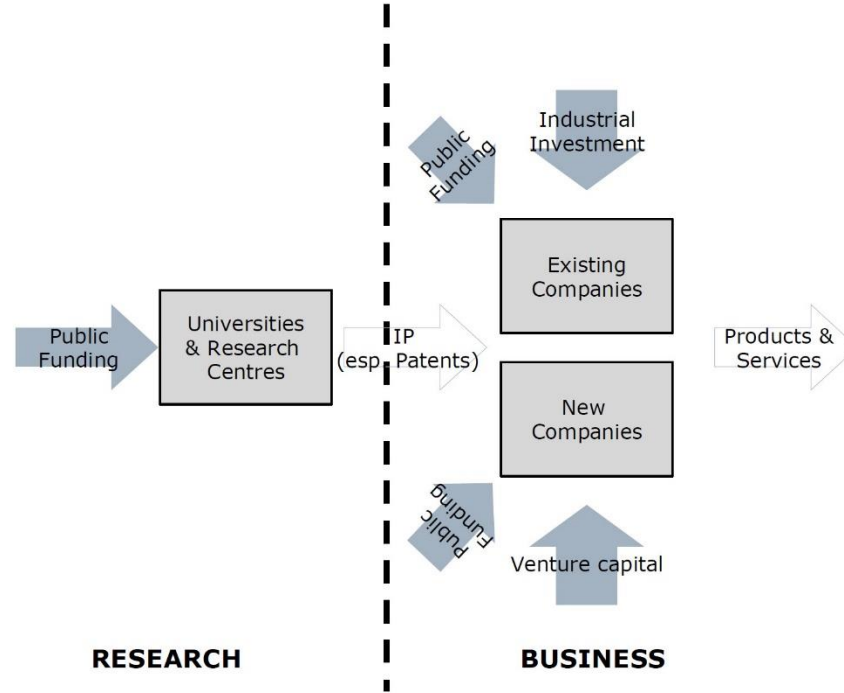 Public
Funding
Industrial
Investment
Existing
Companies
Public
Funding
Universities
& Research
Centres
IP
(esp. Patents)
Products &
Services
New
Companies
Public
Funding
Venture capital
RESEARCH
BUSINESS